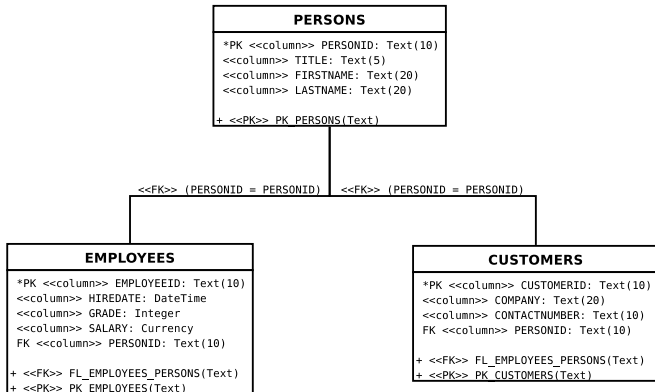 PERSONS
*PK <<column>> PERSONID: Text(10)
<<column>> TITLE: Text(5)
<<column>> FIRSTNAME: Text(20)
<<column>> LASTNAME: Text(20)
+ <<PK>> PK_PERSONS(Text)
<<FK>> (PERSONID = PERSONID)
<<FK>> (PERSONID = PERSONID)
EMPLOYEES
*PK <<column>> EMPLOYEEID: Text(10)
<<column>> HIREDATE: DateTime
<<column>> GRADE: Integer
<<column>> SALARY: Currency
FK <<column>> PERSONID: Text(10)
+ <<FK>> FL_EMPLOYEES_PERSONS(Text)
+ <<PK>> PK_EMPLOYEES(Text)
CUSTOMERS
*PK <<column>> CUSTOMERID: Text(10)
<<column>> COMPANY: Text(20)
<<column>> CONTACTNUMBER: Text(10)
FK <<column>> PERSONID: Text(10)
+ <<FK>> FL_EMPLOYEES_PERSONS(Text)
+ <<PK>> PK_CUSTOMERS(Text)